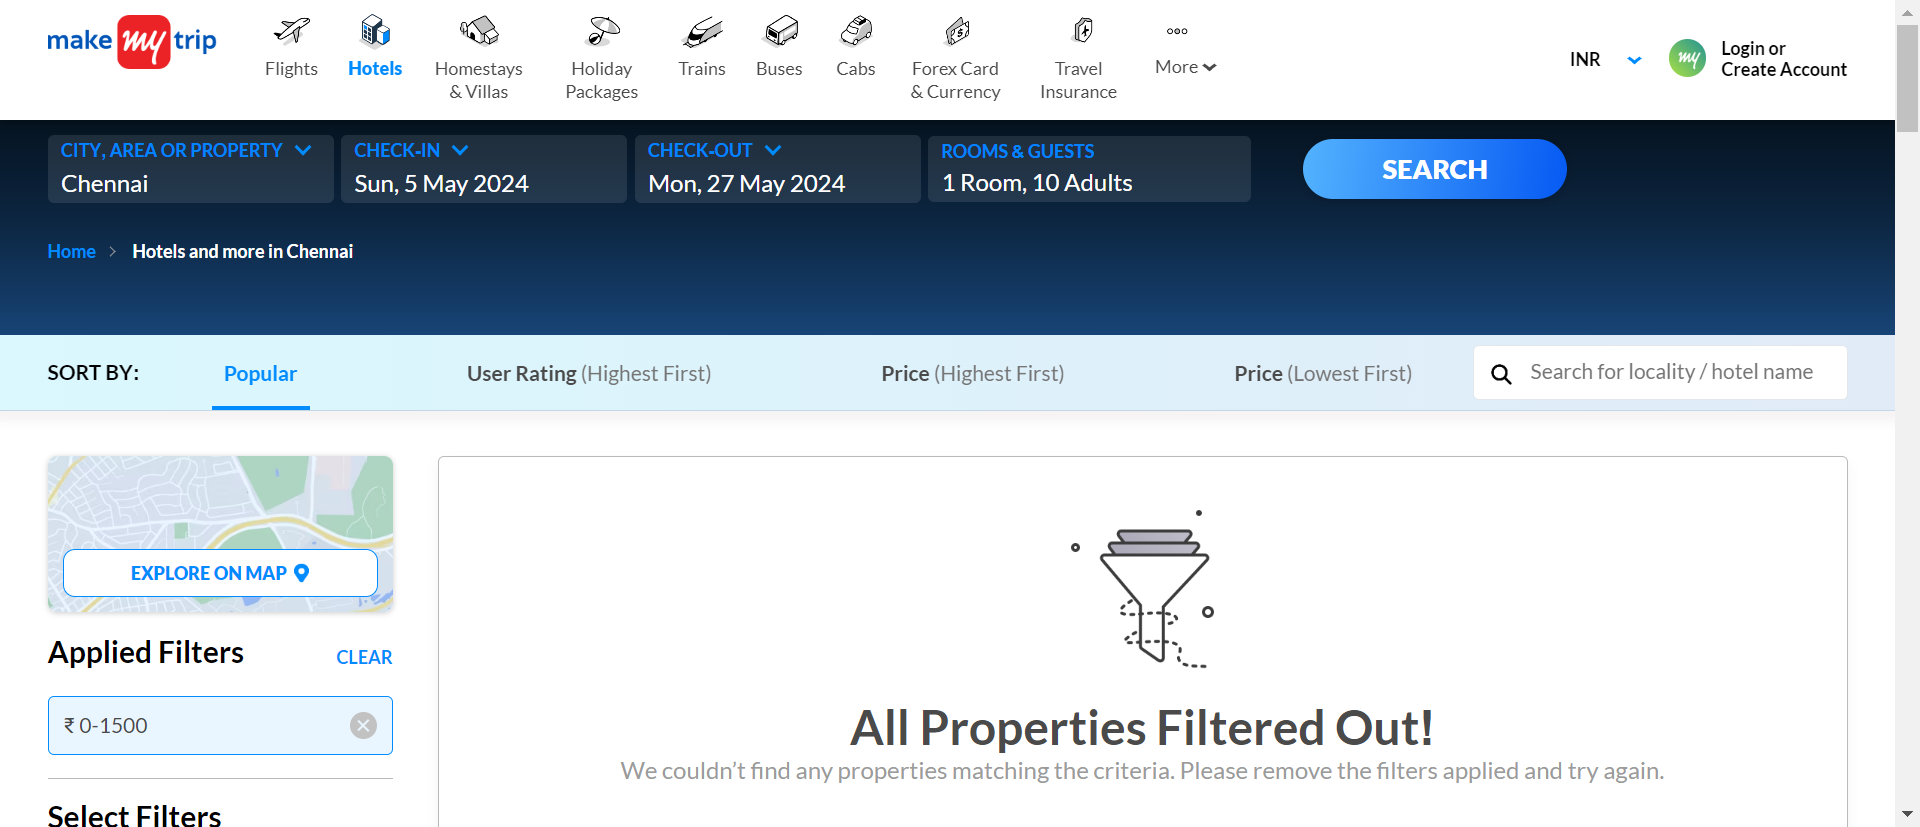 make my trip
Flights
Hotels
Homestays
& Villas
Holiday
Packages
Trains
Buses
Cabs
Forex Card
& Currency
Travel
Insurance
More
INR
my
Login or
Create Account
CITY, AREA OR PROPERTY
Chennai
CHECK-IN
Sun, 5 May 2024
CHECK-OUT
Mon, 27 May 2024
ROOMS & GUESTS
1 Room, 10 Adults
SEARCH
Home > Hotels and more in Chennai
SORT BY:
Popular
User Rating (Highest First)
Price (Highest First)
Price (Lowest First)
Search for locality / hotel name
EXPLORE ON MAP
Applied Filters
CLEAR
₹ 0-1500
Select Filters
All Properties Filtered Out!
We couldn’t find any properties matching the criteria. Please remove the filters applied and try again.